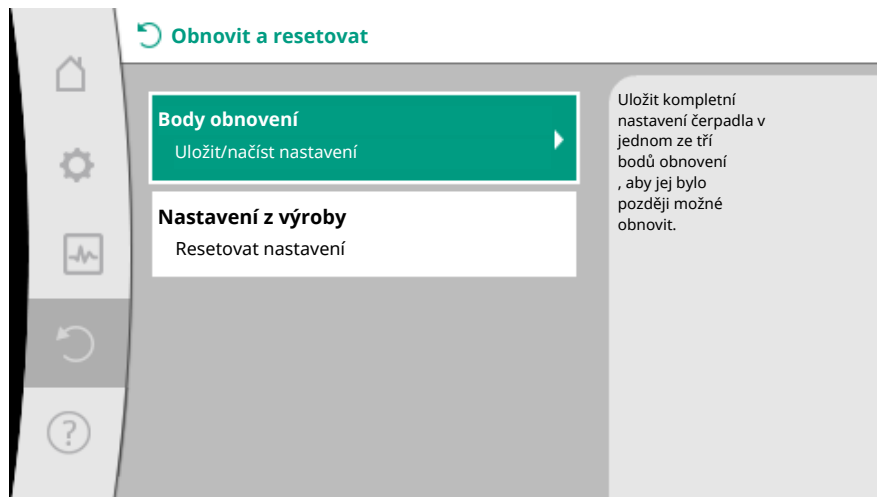 Obnovit a resetovat
Body obnovení
Uložit/načíst nastavení
Nastavení z výroby
Resetovat nastavení
Uložit kompletní
nastavení čerpadla v
jednom ze tří
bodů obnovení
, aby jej bylo
později možné
obnovit.
?